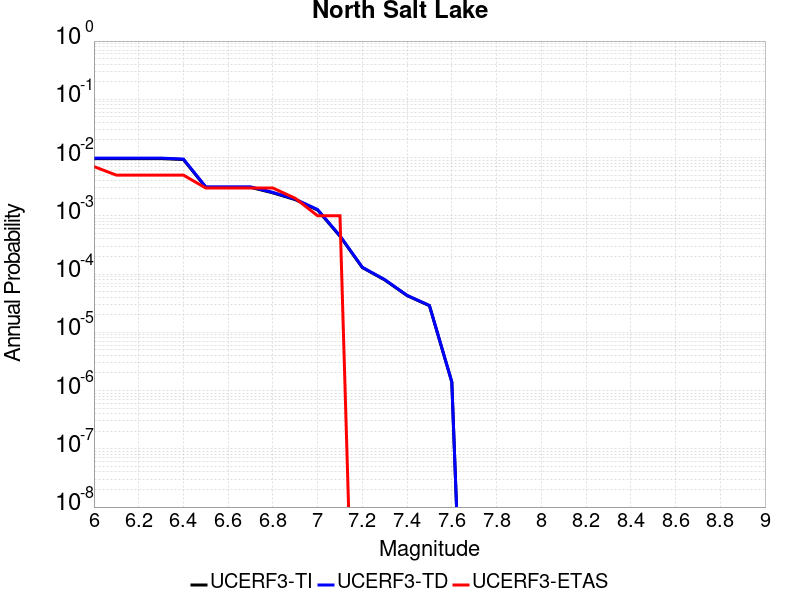 North Salt Lake
10^0
10^-1
10^-2
10^-3
10^-4
10^-5
10^-6
10^-7
10^-8
Annual Probability
6 6.2 6.4 6.6 6.8 7 7.2 7.4 7.6 7.8 8 8.2 8.4 8.6 8.8 9
Magnitude
UCERF3-TI UCERF3-TD UCERF3-ETAS